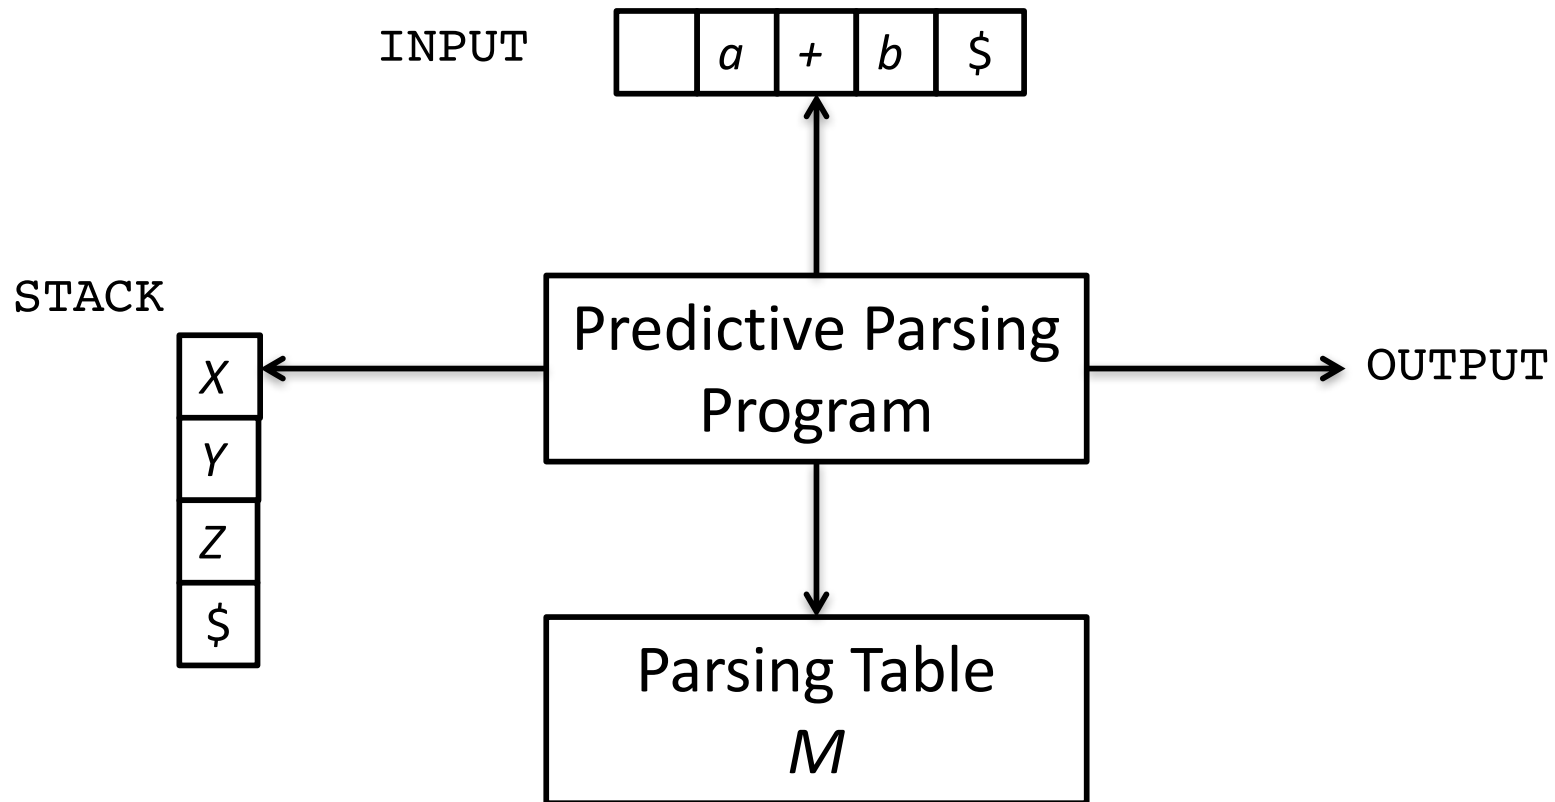 INPUT a + b $
STACK
Predictive Parsing
Program
OUTPUT
X
Y
Z
$
Parsing Table
M